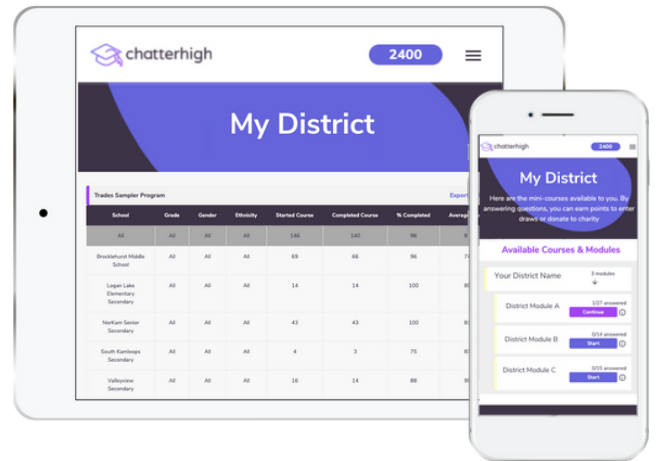 chatterhigh
2400
My District
Trades Sampler Program
Export
School Grade Gender Ethnicity Started Course Completed Course % Completed Average
All All All All 146 140 96
Brocklehurst Middle
School
All All All 69 66 96
Logan Lake
Elementary
Secondary
All All All 14 14 100
NorKam Senior
Secondary
All All All 43 43 100
South Kamloops
Secondary
All All All 4 3 75
Valleyview
Secondary
All All All 16 14 88
chatterhigh
2400
My District
Here are the mini-courses available to you. By
answering questions, you can earn points to enter
draws or donate to charity
Available Courses & Modules
Your District Name
3 modules
District Module A
1/27 answered
Continue
District Module B
0/14 answered
Start
District Module C
0/15 answered
Start